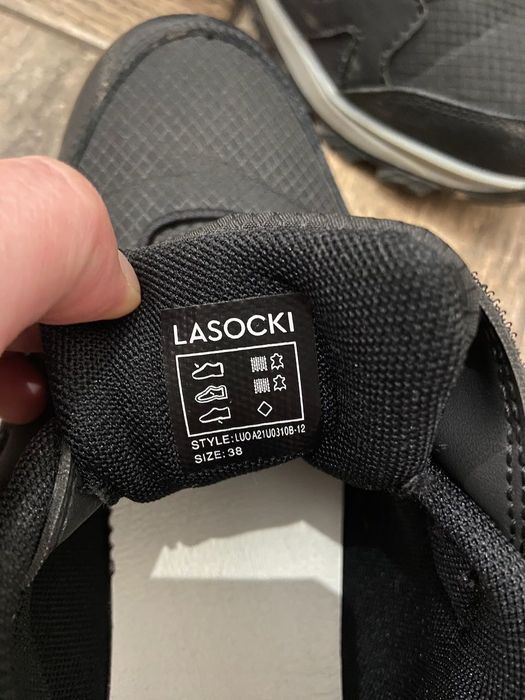 LASOCKI
STYLE: LUO A21U0310B-12
SIZE: 38